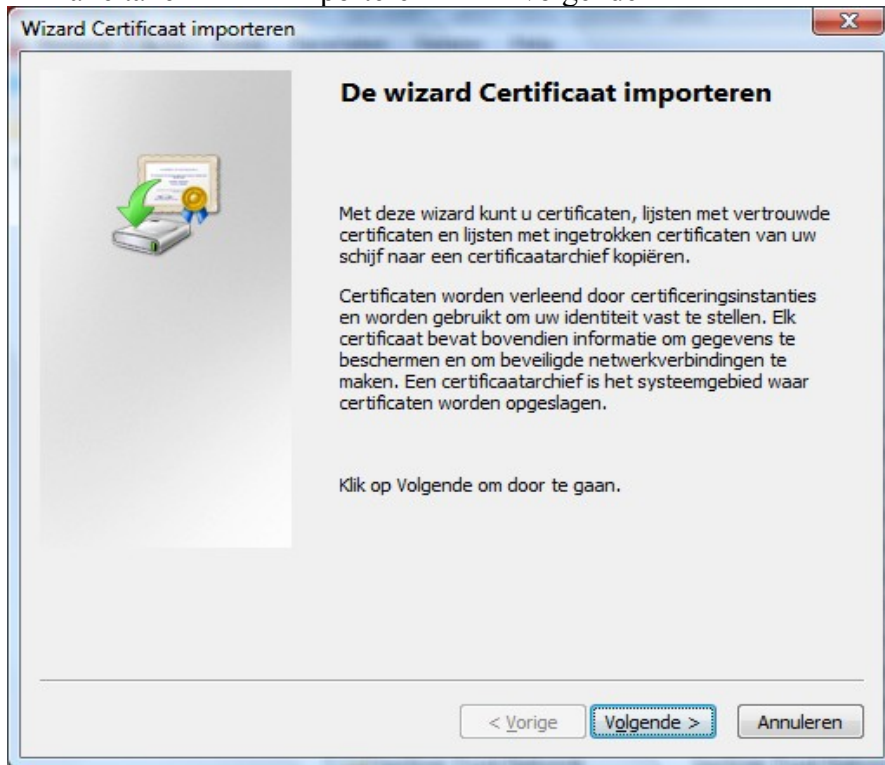 Wizard Certificaat importeren
De wizard Certificaat importeren
Met deze wizard kunt u certificaten, lijsten met vertrouwde
certificaten en lijsten met ingetrokken certificaten van uw
schijf naar een certificaatarchief kopiëren.
Certificaten worden verleend door certificeringsinstanties
en worden gebruikt om uw identiteit vast te stellen. Elk
certificaat bevat bovendien informatie om gegevens te
beschermen en om beveiligde netwerkverbindingen te
maken. Een certificaatarchief is het systeemgebied waar
certificaten worden opgeslagen.
Klik op Volgende om door te gaan.
< Vorige Volgende > Annuleren